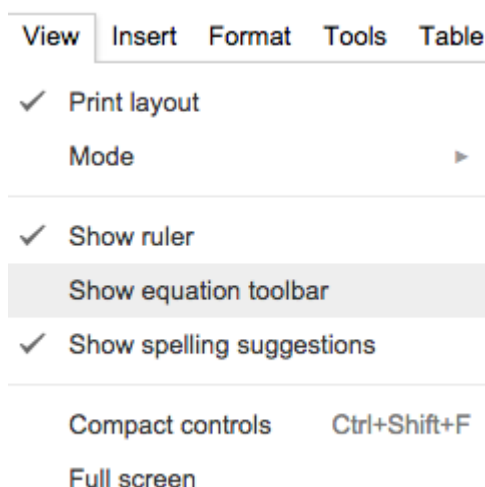 View Insert Format Tools Table
Print layout
Mode
Show ruler
Show equation toolbar
Show spelling suggestions
Compact controls Ctrl+Shift+F
Full screen